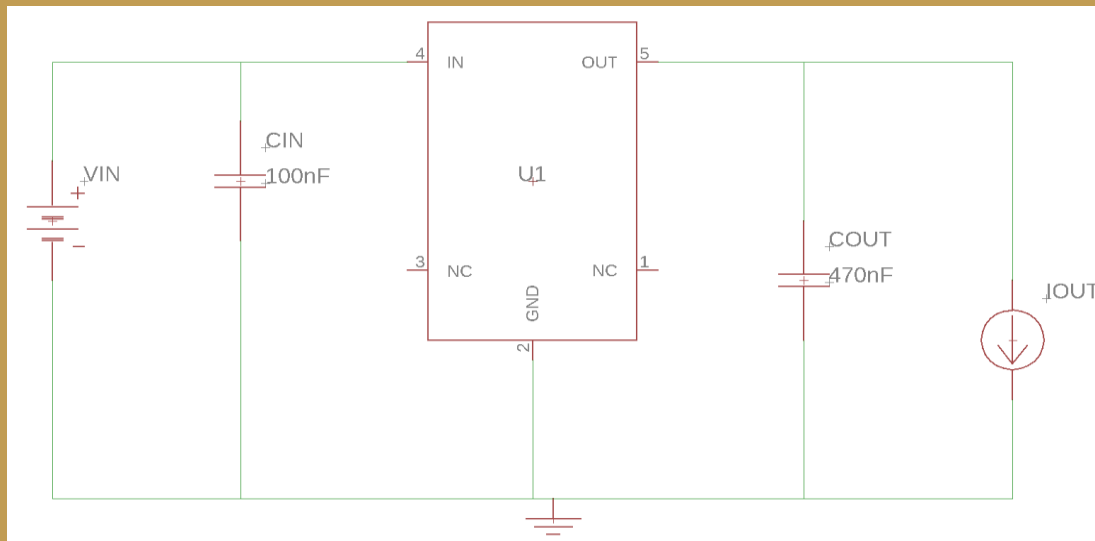 4 IN OUT 5
CIN
100nF
VIN
+
−
U1
COUT
470nF
3 NC NC 1
GND
2
IOUT